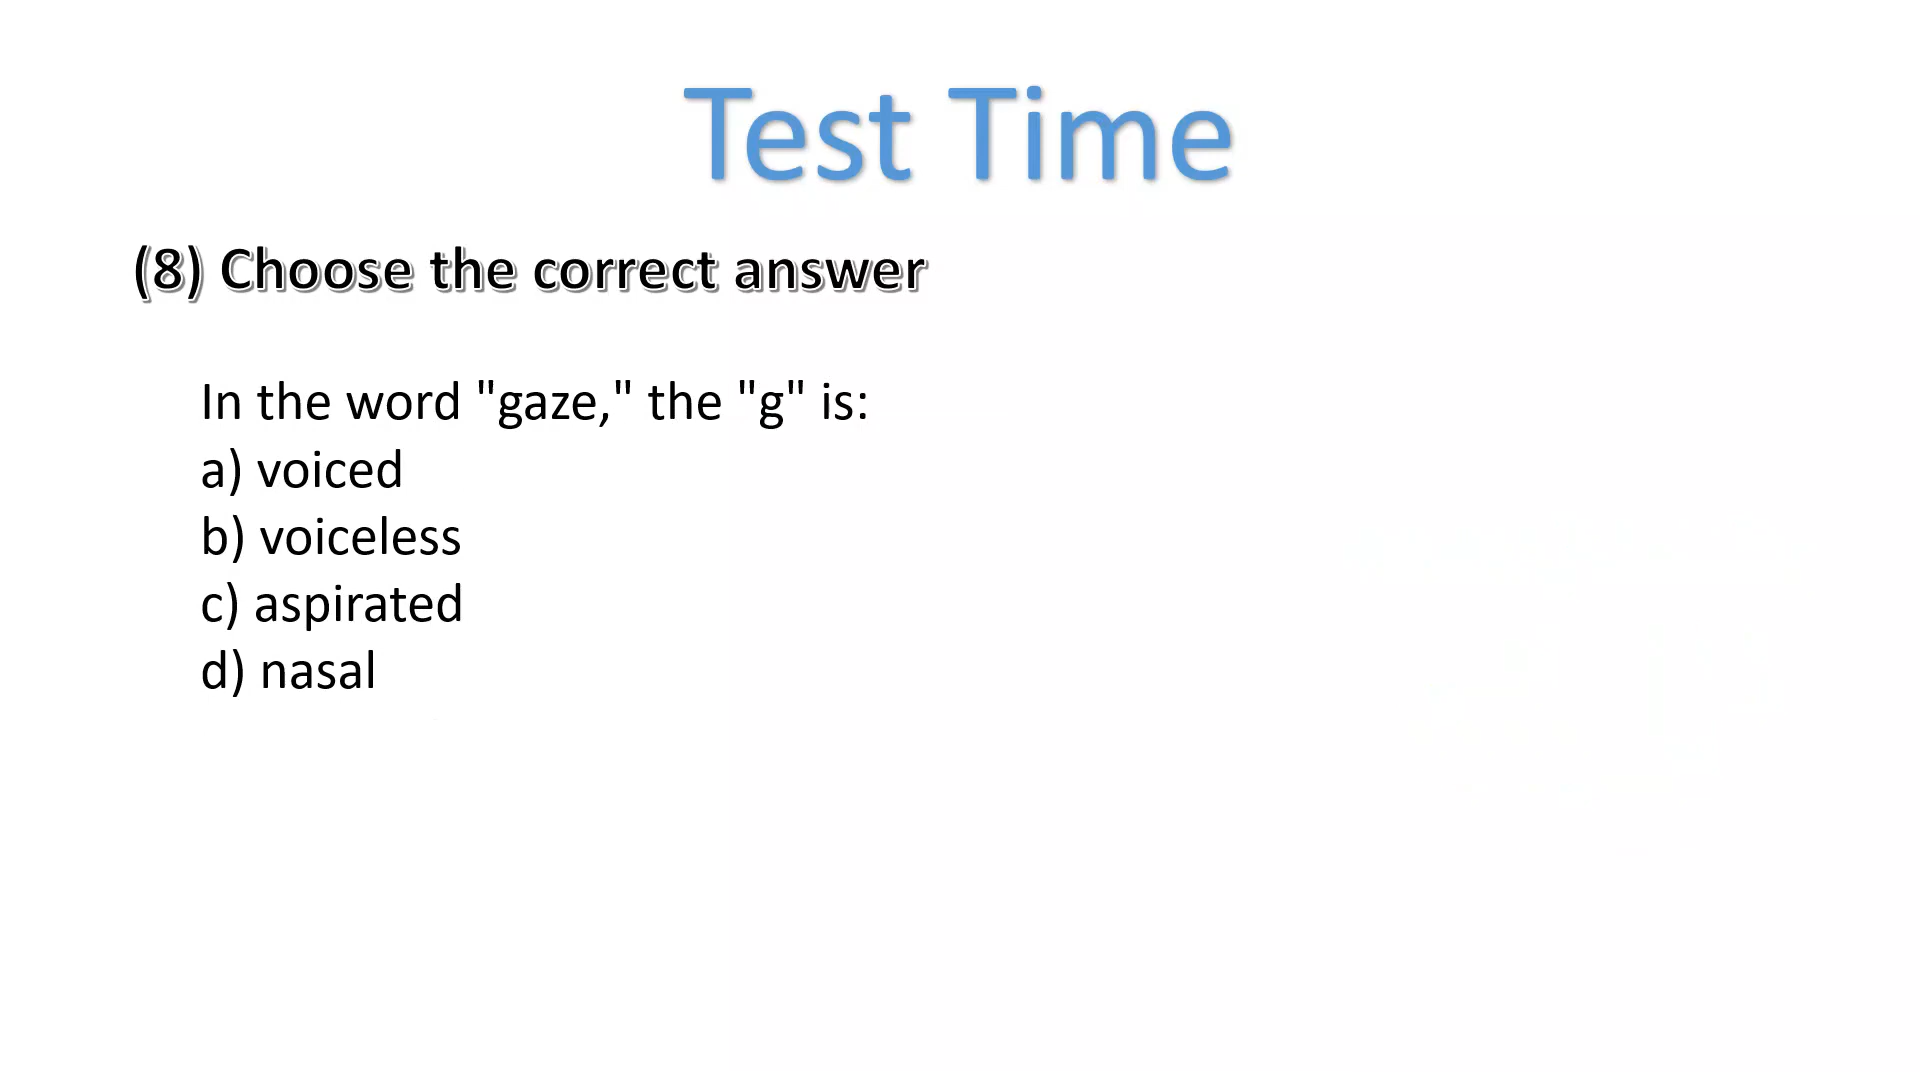 Test Time
(8) Choose the correct answer
In the word "gaze," the "g" is:
a) voiced
b) voiceless
c) aspirated
d) nasal